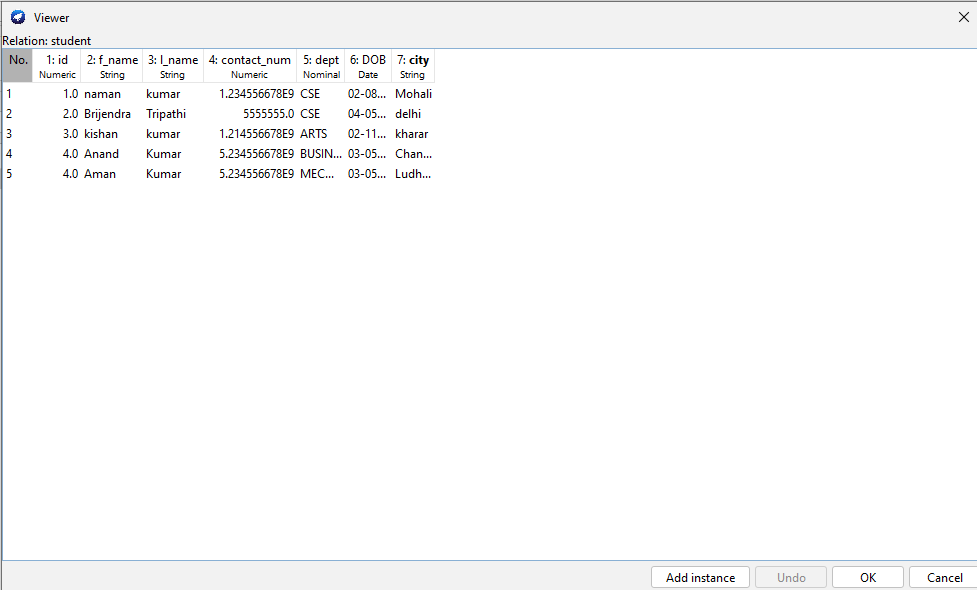 Viewer
Relation: student
No. 1: id 2: f_name 3: l_name 4: contact_num 5: dept 6: DOB 7: city
Numeric String String Numeric Nominal Date String
1 1.0 naman kumar 1.234556678E9 CSE 02-08... Mohali
2 2.0 Brijendra Tripathi 5555555.0 CSE 04-05... delhi
3 3.0 kishan kumar 1.214556678E9 ARTS 02-11... kharar
4 4.0 Anand Kumar 5.234556678E9 BUSIN... 03-05... Chan...
5 4.0 Aman Kumar 5.234556678E9 MEC... 03-05... Ludh...
Add instance Undo OK Cancel